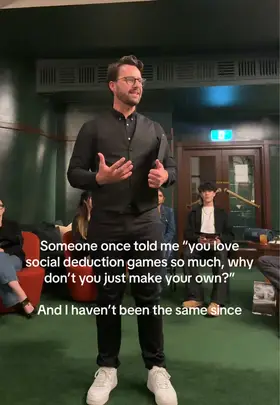 Someone once told me “you love
social deduction games so much, why
don’t you just make your own?”
And I haven’t been the same since